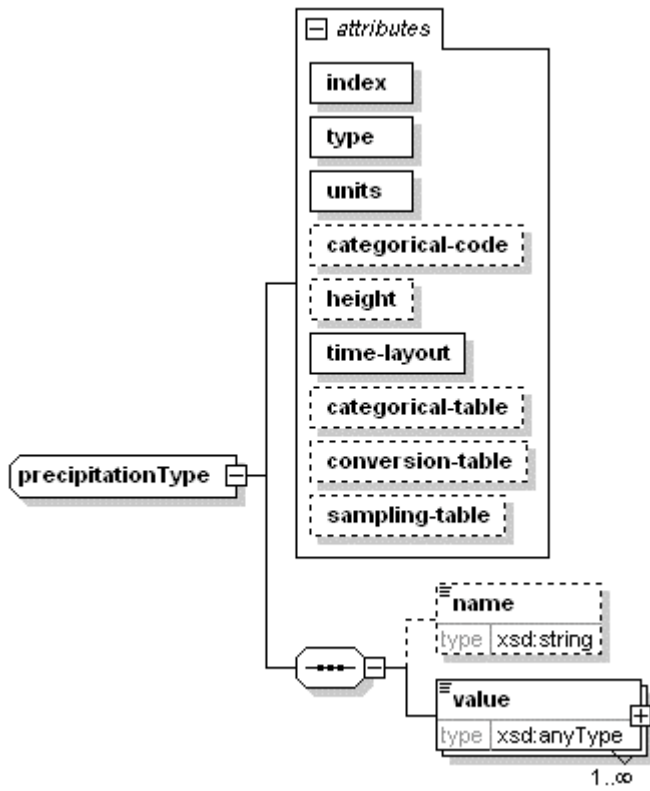 attributes
index
type
units
categorical-code
height
time-layout
categorical-table
conversion-table
sampling-table
precipitationType
name
type xsd:string
value
type xsd:anyType
1..∞